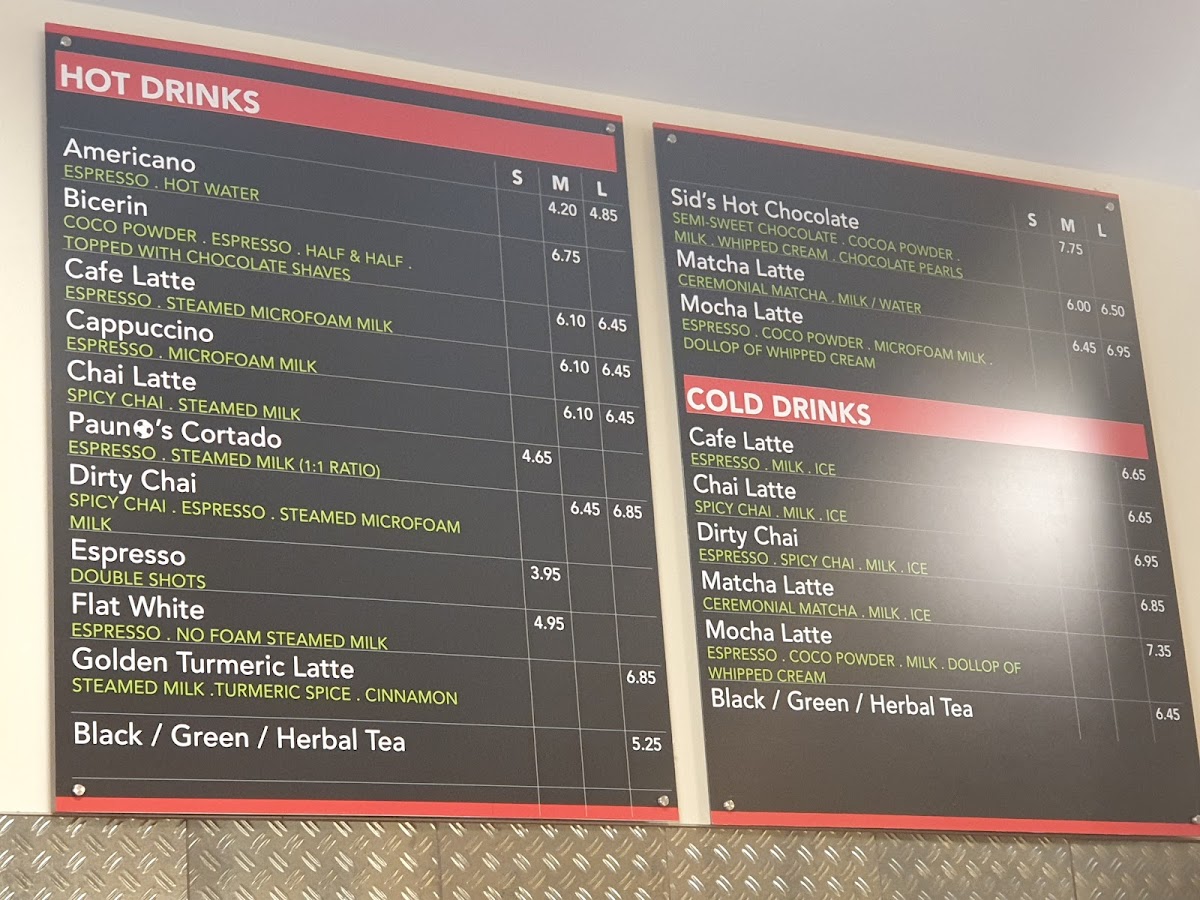 HOT DRINKS
S M L
Americano 4.20 4.85
ESPRESSO . HOT WATER
Bicerin 6.75
COCO POWDER . ESPRESSO . HALF & HALF .
TOPPED WITH CHOCOLATE SHAVES
Cafe Latte 6.10 6.45
ESPRESSO . STEAMED MICROFOAM MILK
Cappuccino 6.10 6.45
ESPRESSO . MICROFOAM MILK
Chai Latte 6.10 6.45
SPICY CHAI . STEAMED MILK
Paun⚽'s Cortado 4.65
ESPRESSO . STEAMED MILK (1:1 RATIO)
Dirty Chai 6.45 6.85
SPICY CHAI . ESPRESSO . STEAMED MICROFOAM
MILK
Espresso 3.95
DOUBLE SHOTS
Flat White 4.95
ESPRESSO . NO FOAM STEAMED MILK
Golden Turmeric Latte 6.85
STEAMED MILK .TURMERIC SPICE . CINNAMON
Black / Green / Herbal Tea 5.25
S M L
Sid's Hot Chocolate 7.75
SEMI-SWEET CHOCOLATE . COCOA POWDER .
MILK . WHIPPED CREAM . CHOCOLATE PEARLS
Matcha Latte 6.00 6.50
CEREMONIAL MATCHA . MILK / WATER
Mocha Latte 6.45 6.95
ESPRESSO . COCO POWDER . MICROFOAM MILK .
DOLLOP OF WHIPPED CREAM
COLD DRINKS
Cafe Latte 6.65
ESPRESSO . MILK . ICE
Chai Latte 6.65
SPICY CHAI . MILK . ICE
Dirty Chai 6.95
ESPRESSO . SPICY CHAI . MILK . ICE
Matcha Latte 6.85
CEREMONIAL MATCHA . MILK . ICE
Mocha Latte 7.35
ESPRESSO . COCO POWDER . MILK . DOLLOP OF
WHIPPED CREAM
Black / Green / Herbal Tea 6.45